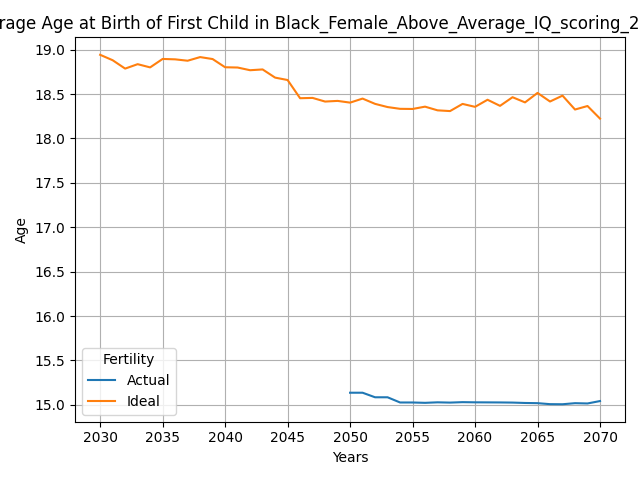 rage Age at Birth of First Child in Black_Female_Above_Average_IQ_scoring_2
19.0
18.5
18.0
17.5
17.0
16.5
16.0
15.5
15.0
Age
Fertility
Actual
Ideal
2030 2035 2040 2045 2050 2055 2060 2065 2070
Years